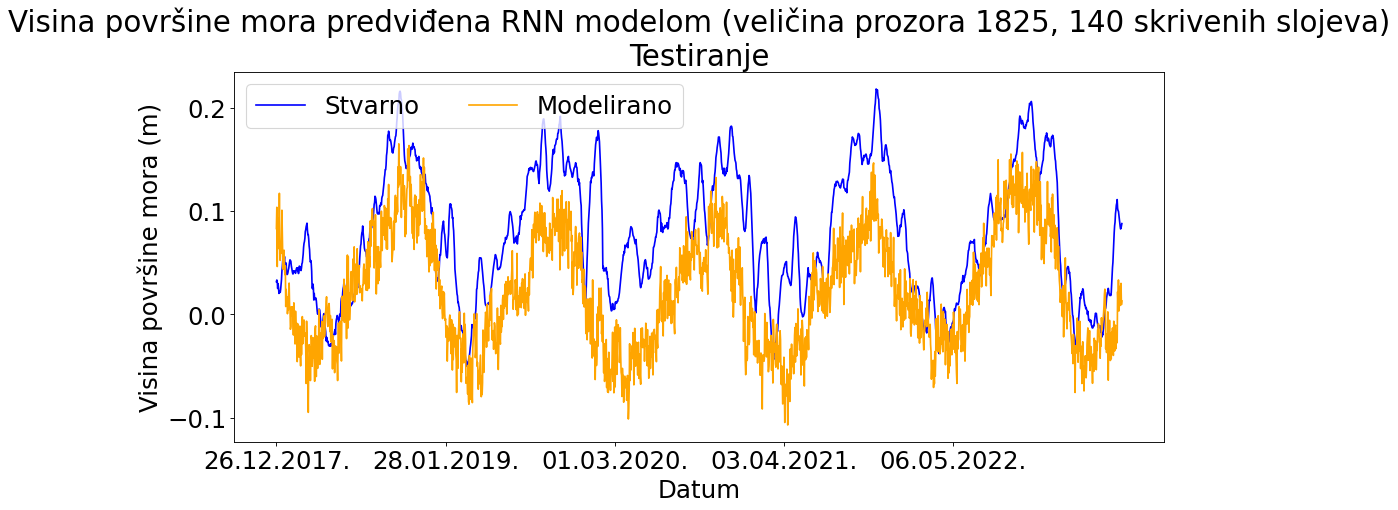 Visina površine mora predviđena RNN modelom (veličina prozora 1825, 140 skrivenih slojeva)
Testiranje
Stvarno
Modelirano
Visina površine mora (m)
0.2
0.1
0.0
−0.1
26.12.2017.
28.01.2019.
01.03.2020.
03.04.2021.
06.05.2022.
Datum